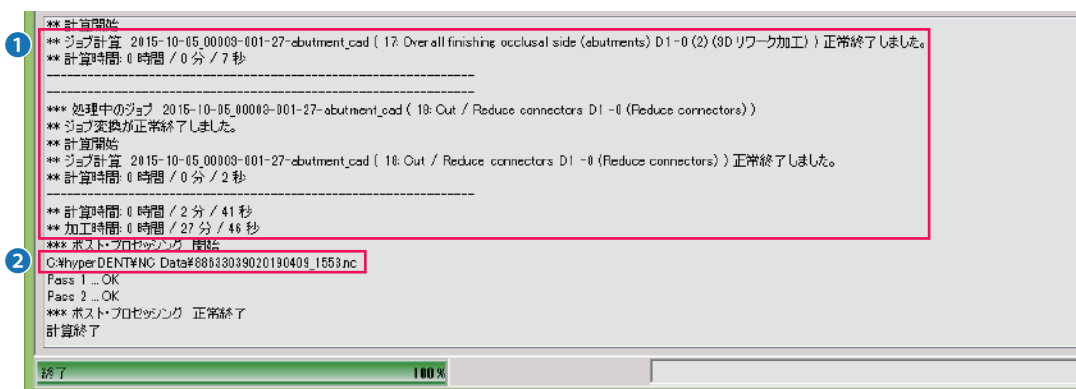 ** 計算開始
** ジョブ計算 2015-10-05_00003-001-27-abutment_cad ( 17: Overall finishing occlusal side (abutments) D1 -0 (2) (3D リワーク加工) ) 正常終了しました。
** 計算時間: 0 時間 / 0 分 / 7 秒
------------------------------------------------------------
------------------------------------------------------------
*** 処理中のジョブ 2015-10-05_00003-001-27-abutment_cad ( 18: Cut / Reduce connectors D1 -0 (Reduce connectors) )
** ジョブ変換が正常終了しました。
** 計算開始
** ジョブ計算 2015-10-05_00003-001-27-abutment_cad ( 18: Cut / Reduce connectors D1 -0 (Reduce connectors) ) 正常終了しました。
** 計算時間: 0 時間 / 0 分 / 2 秒
------------------------------------------------------------
** 計算時間: 0 時間 / 2 分 / 41 秒
** 加工時間: 0 時間 / 27 分 / 46 秒
*** ポスト・プロセッシング 開始
C:¥hyperDENT¥NC Data¥88633039020190409_1553.nc
Pass 1 ... OK
Pass 2 ... OK
*** ポスト・プロセッシング 正常終了
計算終了
終了 100 %
1
2